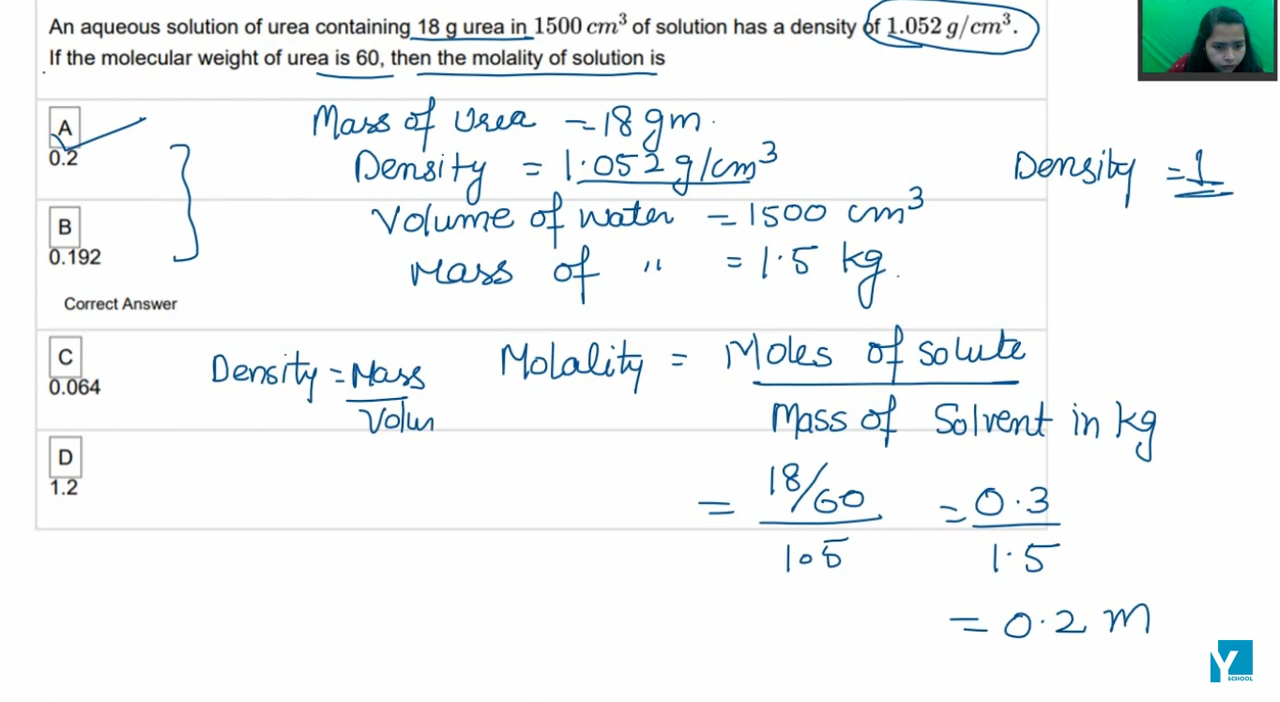 An aqueous solution of urea containing 18 g urea in 1500 cm³ of solution has a density of 1.052 g/cm³.
If the molecular weight of urea is 60, then the molality of solution is
A
0.2
B
0.192
Correct Answer
C
0.064
D
1.2
Mass of Urea = 18 gm.
Density = 1.052 g/cm³
Density = 1
Volume of water = 1500 cm³
Mass of " = 1.5 kg.
Density = Mass
Volum
Molality = Moles of solute
Mass of Solvent in kg
= 18/60 = 0.3
1.5 1.5
= 0.2 m
Y
SCHOOL